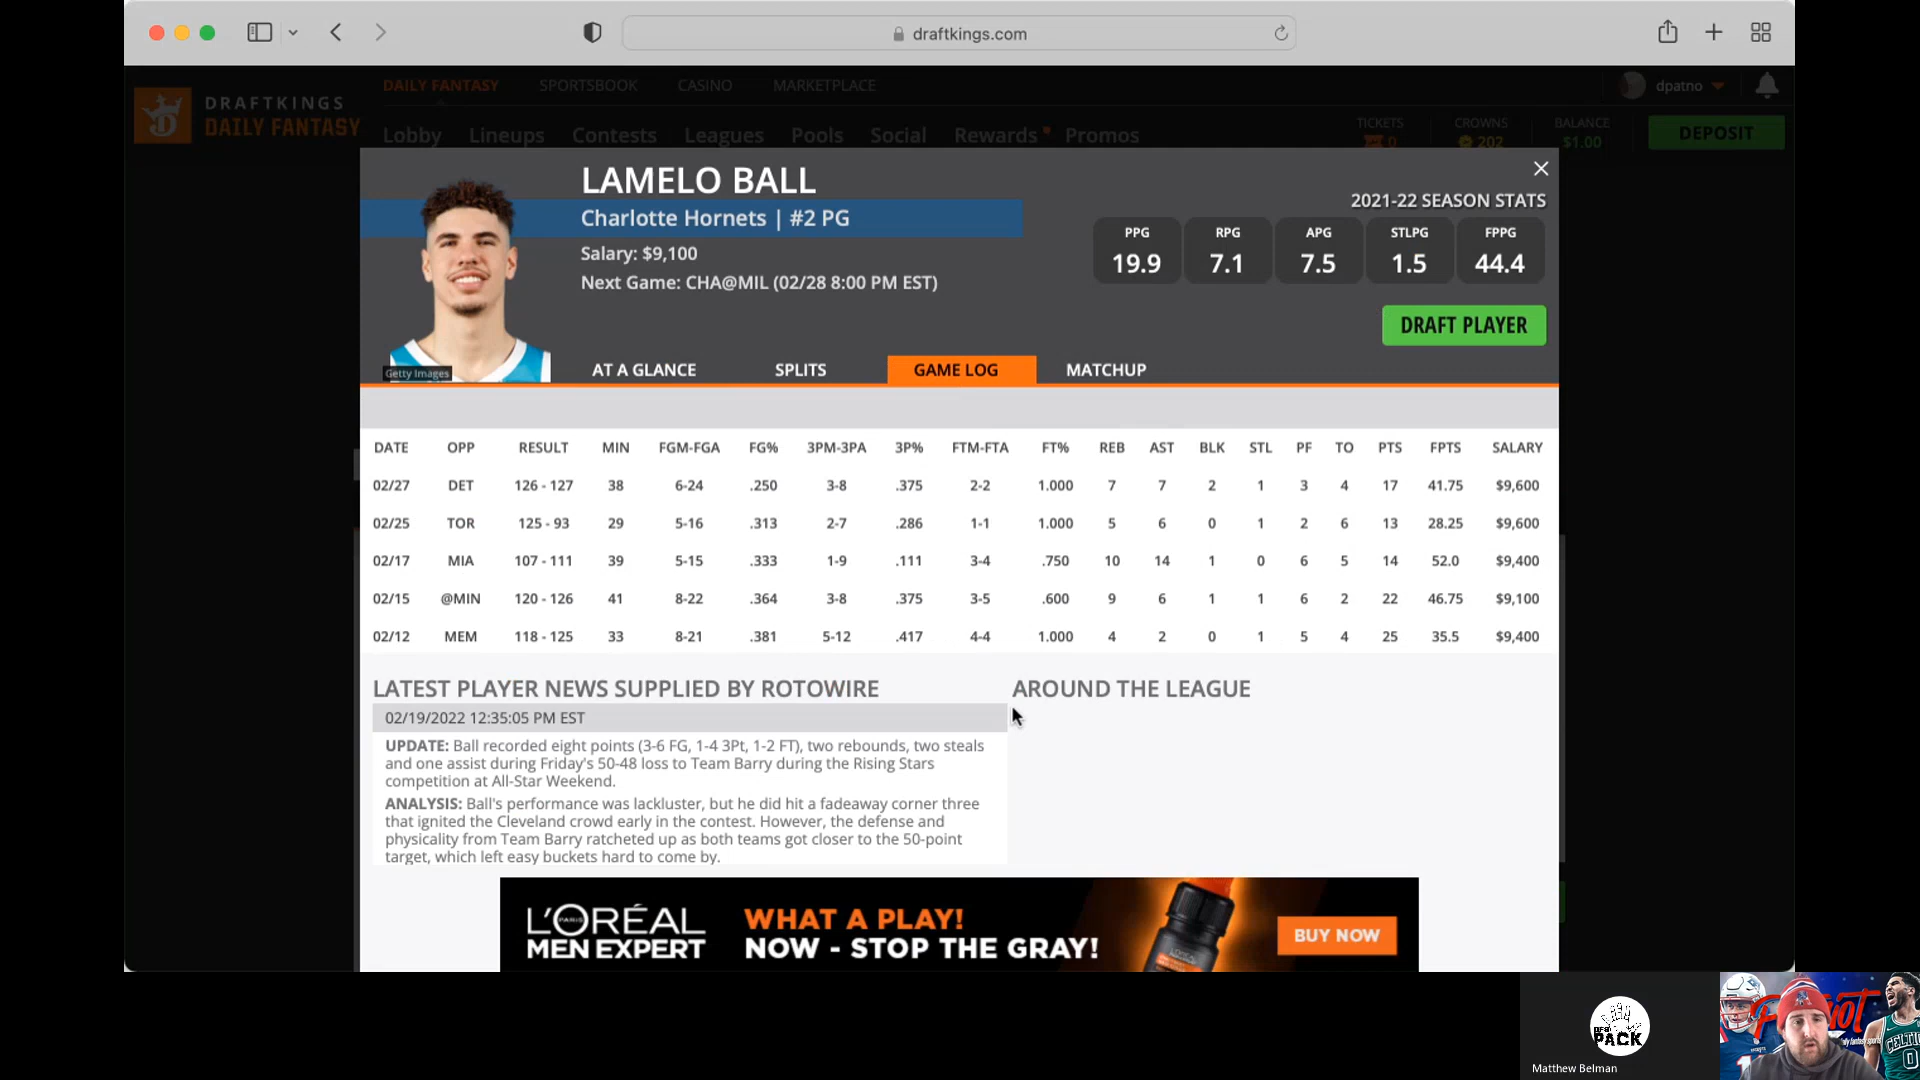 draftkings.com
DRAFTKINGS
DAILY FANTASY
DAILY FANTASY SPORTSBOOK CASINO MARKETPLACE
dpatno
Lobby Lineups Contests Leagues Pools Social Rewards Promos
TICKETS CROWNS BALANCE
0 202 $1.00
DEPOSIT
LAMELO BALL
Charlotte Hornets | #2 PG
Salary: $9,100
Next Game: CHA@MIL (02/28 8:00 PM EST)
Getty Images
2021-22 SEASON STATS
PPG RPG APG STLPG FPPG
19.9 7.1 7.5 1.5 44.4
DRAFT PLAYER
AT A GLANCE SPLITS GAME LOG MATCHUP
DATE OPP RESULT MIN FGM-FGA FG% 3PM-3PA 3P% FTM-FTA FT% REB AST BLK STL PF TO PTS FPTS SALARY
02/27 DET 126 - 127 38 6-24 .250 3-8 .375 2-2 1.000 7 7 2 1 3 4 17 41.75 $9,600
02/25 TOR 125 - 93 29 5-16 .313 2-7 .286 1-1 1.000 5 6 0 1 2 6 13 28.25 $9,600
02/17 MIA 107 - 111 39 5-15 .333 1-9 .111 3-4 .750 10 14 1 0 6 5 14 52.0 $9,400
02/15 @MIN 120 - 126 41 8-22 .364 3-8 .375 3-5 .600 9 6 1 1 6 2 22 46.75 $9,100
02/12 MEM 118 - 125 33 8-21 .381 5-12 .417 4-4 1.000 4 2 0 1 5 4 25 35.5 $9,400
LATEST PLAYER NEWS SUPPLIED BY ROTOWIRE
02/19/2022 12:35:05 PM EST
UPDATE: Ball recorded eight points (3-6 FG, 1-4 3Pt, 1-2 FT), two rebounds, two steals
and one assist during Friday's 50-48 loss to Team Barry during the Rising Stars
competition at All-Star Weekend.
ANALYSIS: Ball's performance was lackluster, but he did hit a fadeaway corner three
that ignited the Cleveland crowd early in the contest. However, the defense and
physicality from Team Barry ratcheted up as both teams got closer to the 50-point
target, which left easy buckets hard to come by.
AROUND THE LEAGUE
L'ORÉAL
PARIS
MEN EXPERT
WHAT A PLAY!
NOW - STOP THE GRAY!
BUY NOW
DFS
PACK
Matthew Belman